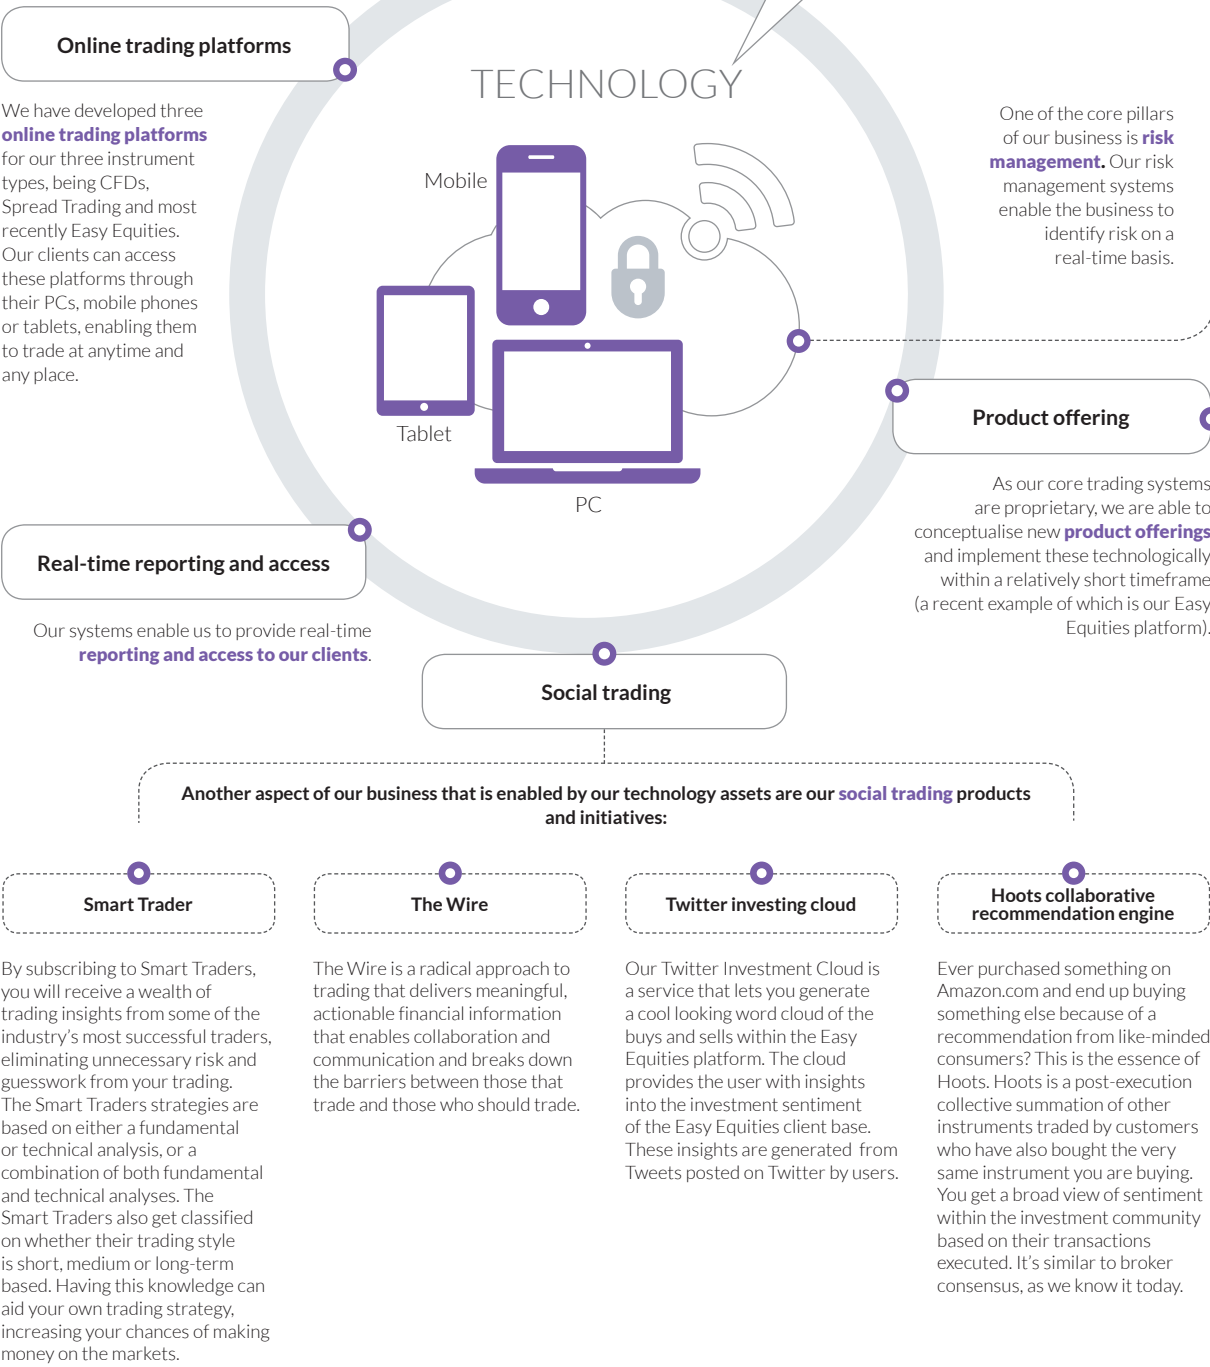 Online trading platforms
We have developed three
online trading platforms
for our three instrument
types, being CFDs,
Spread Trading and most
recently Easy Equities.
Our clients can access
these platforms through
their PCs, mobile phones
or tablets, enabling them
to trade at anytime and
any place.
TECHNOLOGY
Mobile
Tablet
PC
One of the core pillars
of our business is risk
management. Our risk
management systems
enable the business to
identify risk on a
real-time basis.
Product offering
As our core trading systems
are proprietary, we are able to
conceptualise new product offerings
and implement these technologically
within a relatively short timeframe
(a recent example of which is our Easy
Equities platform).
Real-time reporting and access
Our systems enable us to provide real-time
reporting and access to our clients.
Social trading
Another aspect of our business that is enabled by our technology assets are our social trading products
and initiatives:
Smart Trader
By subscribing to Smart Traders,
you will receive a wealth of
trading insights from some of the
industry’s most successful traders,
eliminating unnecessary risk and
guesswork from your trading.
The Smart Traders strategies are
based on either a fundamental
or technical analysis, or a
combination of both fundamental
and technical analyses. The
Smart Traders also get classified
on whether their trading style
is short, medium or long-term
based. Having this knowledge can
aid your own trading strategy,
increasing your chances of making
money on the markets.
The Wire
The Wire is a radical approach to
trading that delivers meaningful,
actionable financial information
that enables collaboration and
communication and breaks down
the barriers between those that
trade and those who should trade.
Twitter investing cloud
Our Twitter Investment Cloud is
a service that lets you generate
a cool looking word cloud of the
buys and sells within the Easy
Equities platform. The cloud
provides the user with insights
into the investment sentiment
of the Easy Equities client base.
These insights are generated from
Tweets posted on Twitter by users.
Hoots collaborative
recommendation engine
Ever purchased something on
Amazon.com and end up buying
something else because of a
recommendation from like-minded
consumers? This is the essence of
Hoots. Hoots is a post-execution
collective summation of other
instruments traded by customers
who have also bought the very
same instrument you are buying.
You get a broad view of sentiment
within the investment community
based on their transactions
executed. It’s similar to broker
consensus, as we know it today.